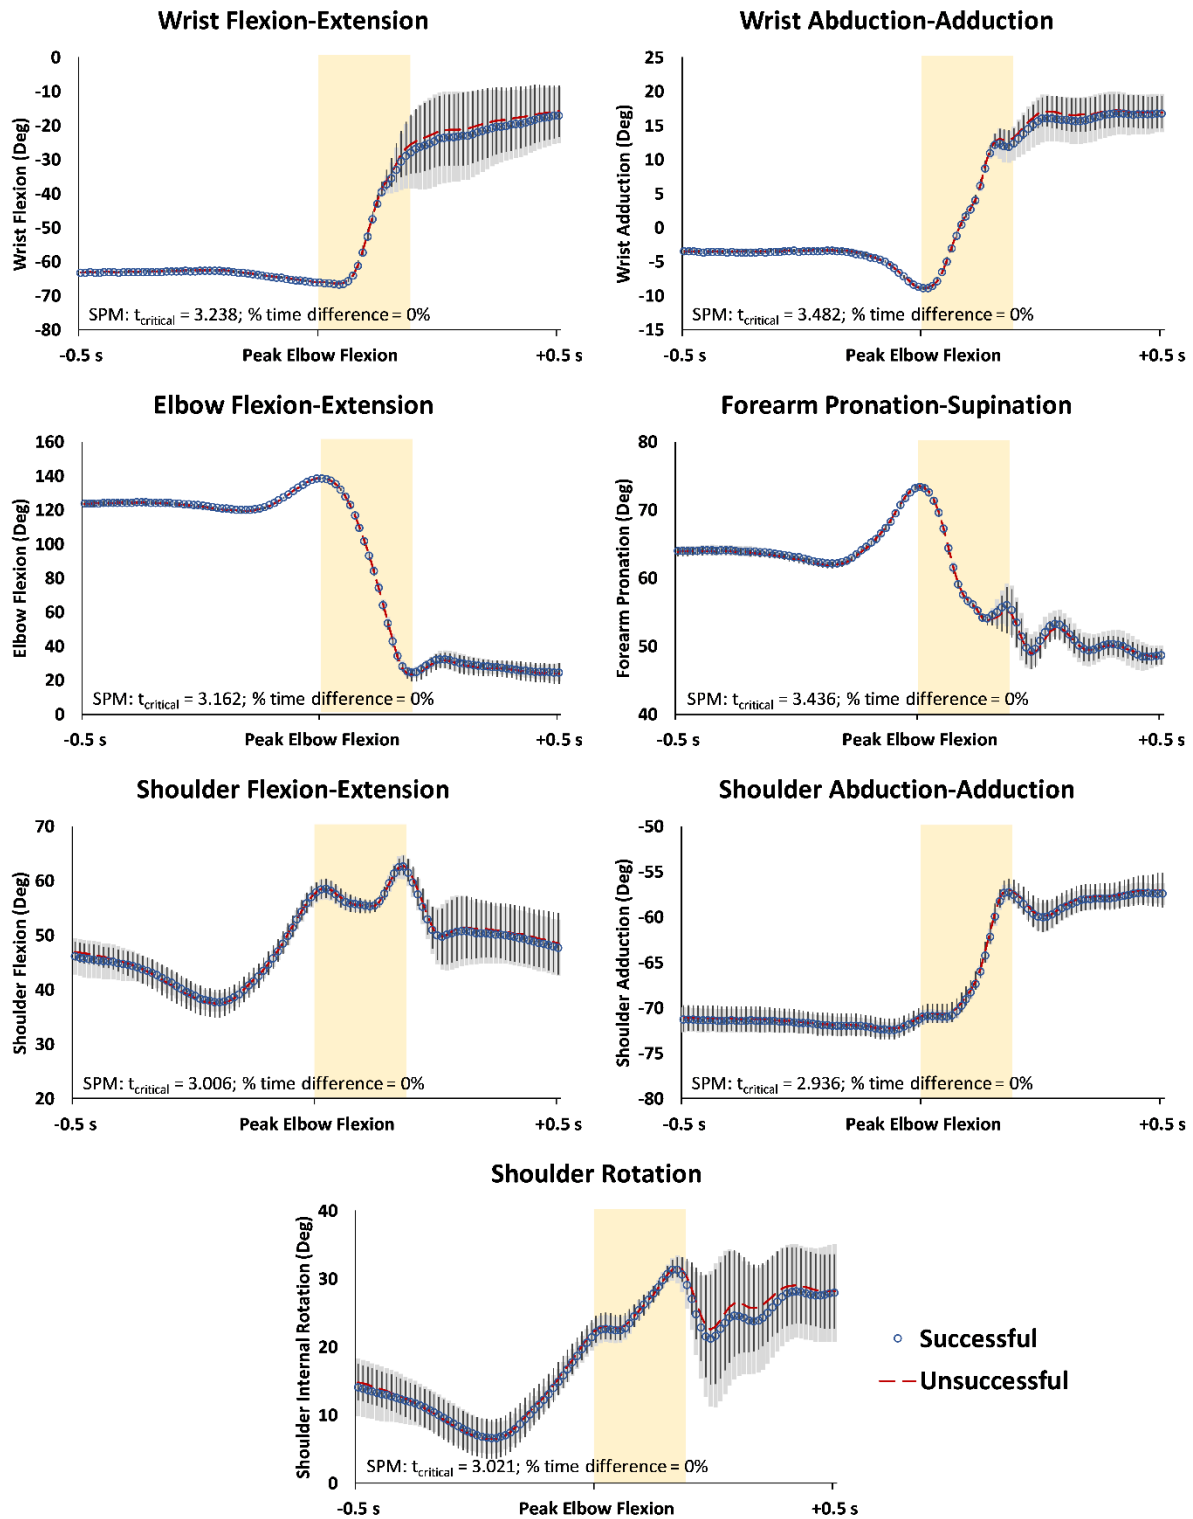 Wrist Flexion-Extension
Wrist Flexion (Deg)
0
-10
-20
-30
-40
-50
-60
-70
-80
SPM: tcritical = 3.238; % time difference = 0%
-0.5 s
Peak Elbow Flexion
+0.5 s
Wrist Abduction-Adduction
Wrist Adduction (Deg)
25
20
15
10
5
0
-5
-10
-15
SPM: tcritical = 3.482; % time difference = 0%
-0.5 s
Peak Elbow Flexion
+0.5 s
Elbow Flexion-Extension
Elbow Flexion (Deg)
160
140
120
100
80
60
40
20
0
SPM: tcritical = 3.162; % time difference = 0%
-0.5 s
Peak Elbow Flexion
+0.5 s
Forearm Pronation-Supination
Forearm Pronation (Deg)
80
70
60
50
40
SPM: tcritical = 3.436; % time difference = 0%
-0.5 s
Peak Elbow Flexion
+0.5 s
Shoulder Flexion-Extension
Shoulder Flexion (Deg)
70
60
50
40
30
20
SPM: tcritical = 3.006; % time difference = 0%
-0.5 s
Peak Elbow Flexion
+0.5 s
Shoulder Abduction-Adduction
Shoulder Adduction (Deg)
-50
-55
-60
-65
-70
-75
-80
SPM: tcritical = 2.936; % time difference = 0%
-0.5 s
Peak Elbow Flexion
+0.5 s
Shoulder Rotation
Shoulder Internal Rotation (Deg)
40
30
20
10
0
SPM: tcritical = 3.021; % time difference = 0%
-0.5 s
Peak Elbow Flexion
+0.5 s
Successful
Unsuccessful